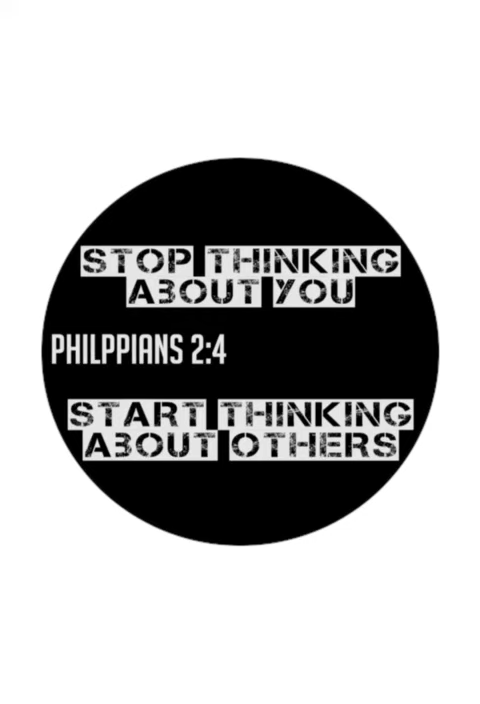 STOP THINKING
ABOUT YOU
PHILPPIANS 2:4
START THINKING
ABOUT OTHERS